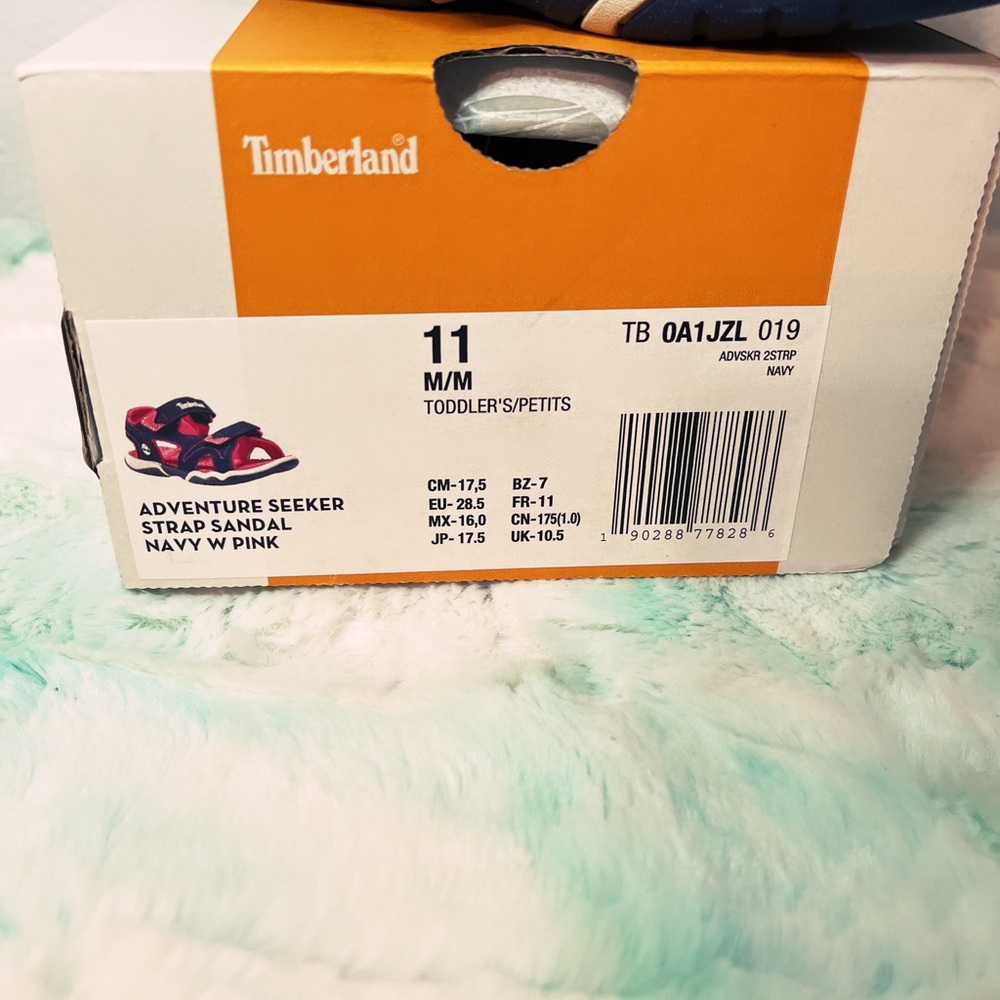 Timberland®
11
M/M
TODDLER'S/PETITS
TB 0A1JZL 019
ADVSKR 2STRP
NAVY
Timberland
ADVENTURE SEEKER
STRAP SANDAL
NAVY W PINK
CM-17,5 BZ-7
EU-28.5 FR-11
MX-16,0 CN-175(1.0)
JP-17.5 UK-10.5
1 90288 77828 6